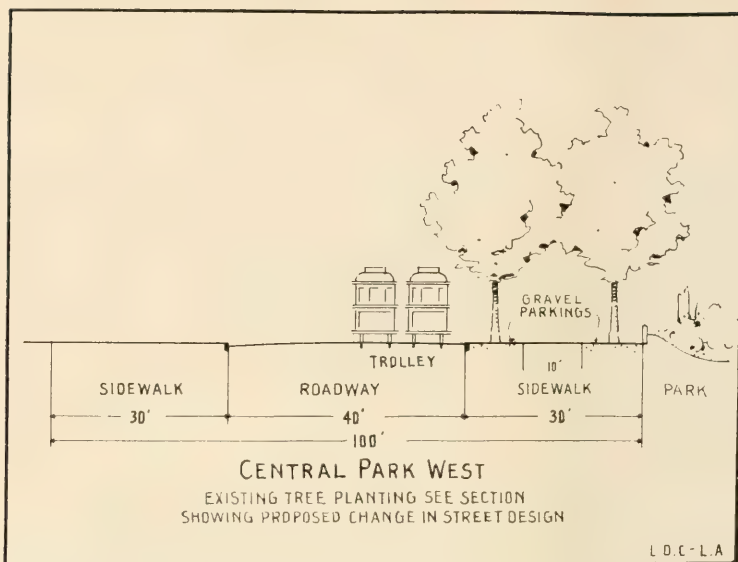 GRAVEL
PARKINGS
TROLLEY
10'
SIDEWALK ROADWAY SIDEWALK PARK
30' 40' 30'
100'
CENTRAL PARK WEST
EXISTING TREE PLANTING SEE SECTION
SHOWING PROPOSED CHANGE IN STREET DESIGN
L.D.C-L.A